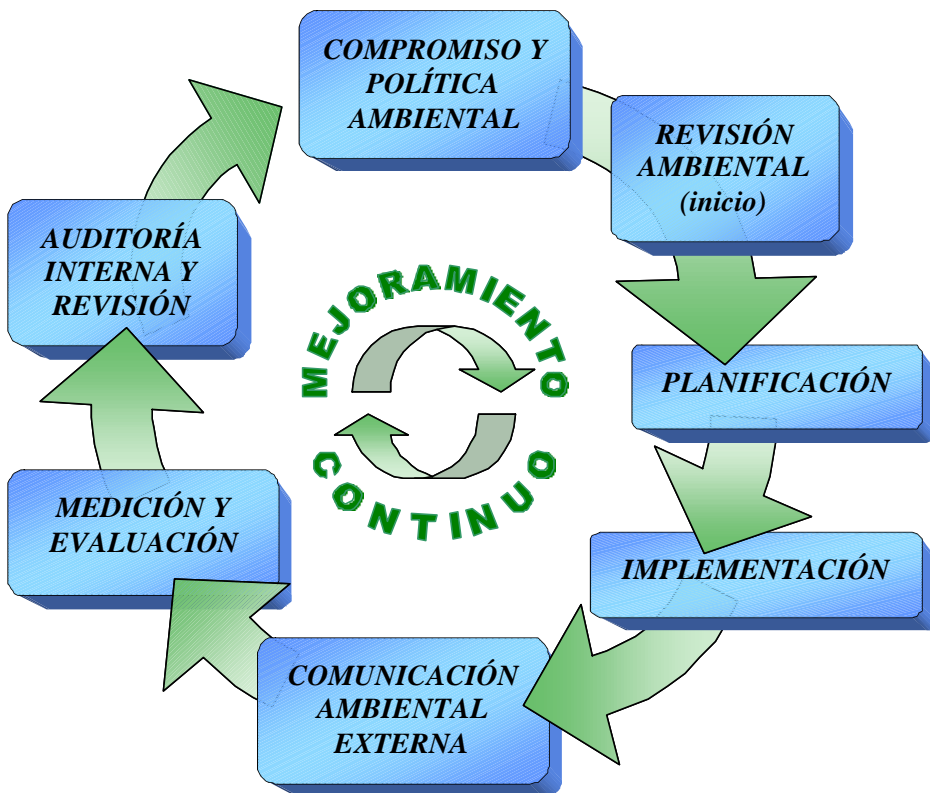 COMPROMISO Y
POLÍTICA
AMBIENTAL
REVISIÓN
AMBIENTAL
(inicio)
PLANIFICACIÓN
IMPLEMENTACIÓN
COMUNICACIÓN
AMBIENTAL
EXTERNA
MEDICIÓN Y
EVALUACIÓN
AUDITORÍA
INTERNA Y
REVISIÓN
MEJORAMIENTO
CONTINUO